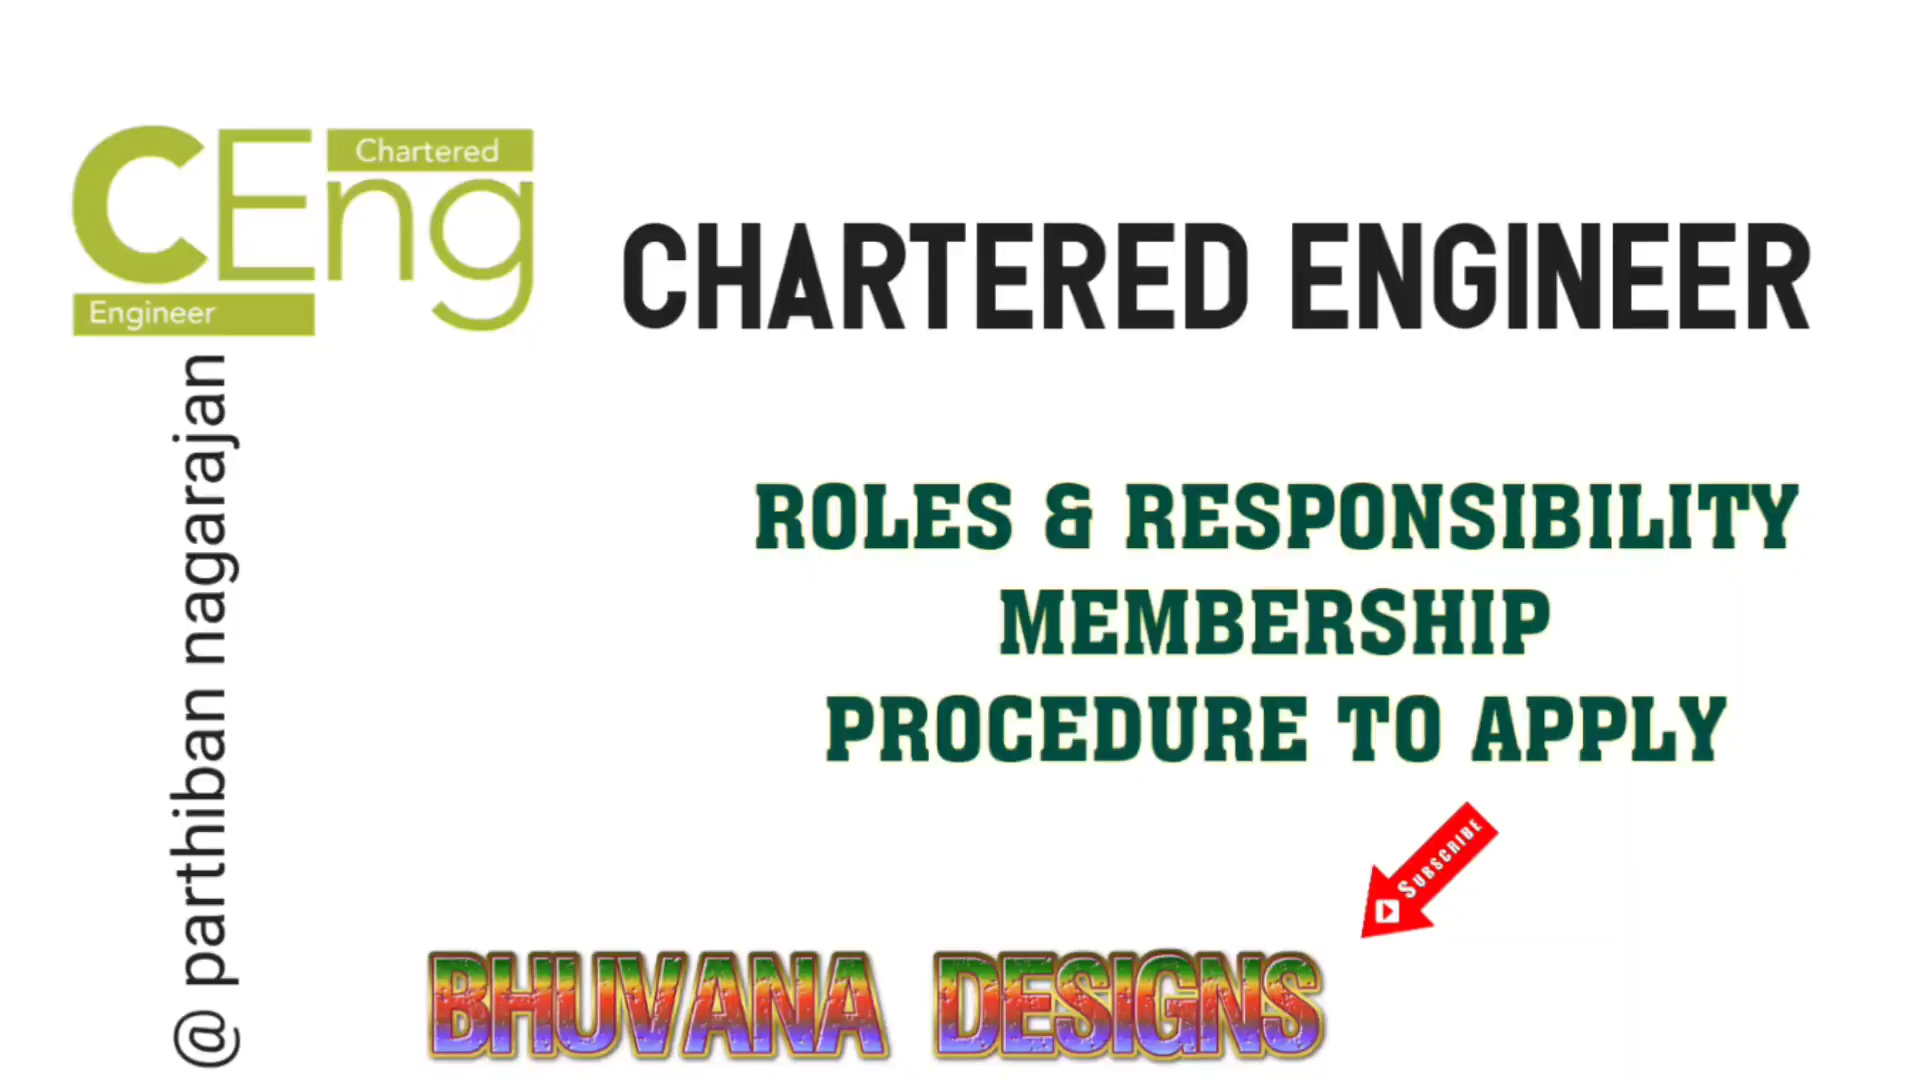 Chartered
CEng
Engineer
CHARTERED ENGINEER
@ parthiban nagarajan
ROLES & RESPONSIBILITY
MEMBERSHIP
PROCEDURE TO APPLY
SUBSCRIBE
BHUVANA DESIGNS